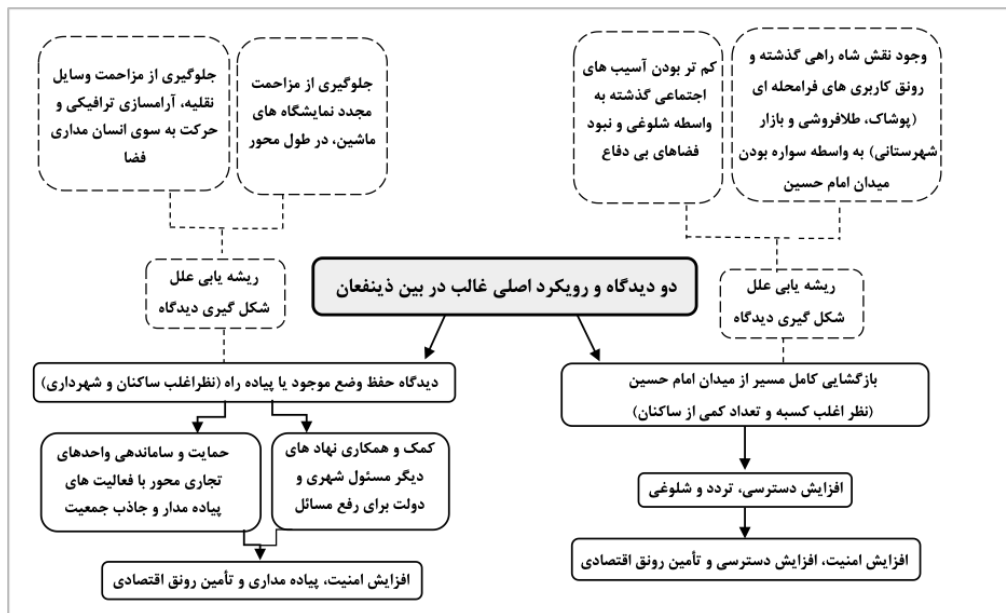 وجود نقش شاه راهی گذشته و
رونق کاربری های فرامحله ای
(پوشاک، طلافروشی و بازار
شهرستانی) به واسطه سواره بودن
میدان امام حسین
کم تر بودن آسیب های
اجتماعی گذشته به
واسطه شلوغی و نبود
فضاهای بی دفاع
جلوگیری از مزاحمت
مجدد نمایشگاه های
ماشین، در طول محور
جلوگیری از مزاحمت وسایل
نقلیه، آرامسازی ترافیکی و
حرکت به سوی انسان مداری
فضا
ریشه یابی علل
شکل گیری دیدگاه
دو دیدگاه و رویکرد اصلی غالب در بین ذینفعان
ریشه یابی علل
شکل گیری دیدگاه
بازگشایی کامل مسیر از میدان امام حسین
(نظر اغلب کسبه و تعداد کمی از ساکنان)
افزایش دسترسی، تردد و شلوغی
افزایش امنیت، افزایش دسترسی و تأمین رونق اقتصادی
دیدگاه حفظ وضع موجود یا پیاده راه (نظراغلب ساکنان و شهرداری)
کمک و همکاری نهاد های
دیگر مسئول شهری و
دولت برای رفع مسائل
حمایت و ساماندهی واحدهای
تجاری محور با فعالیت های
پیاده مدار و جاذب جمعیت
افزایش امنیت، پیاده مداری و تأمین رونق اقتصادی